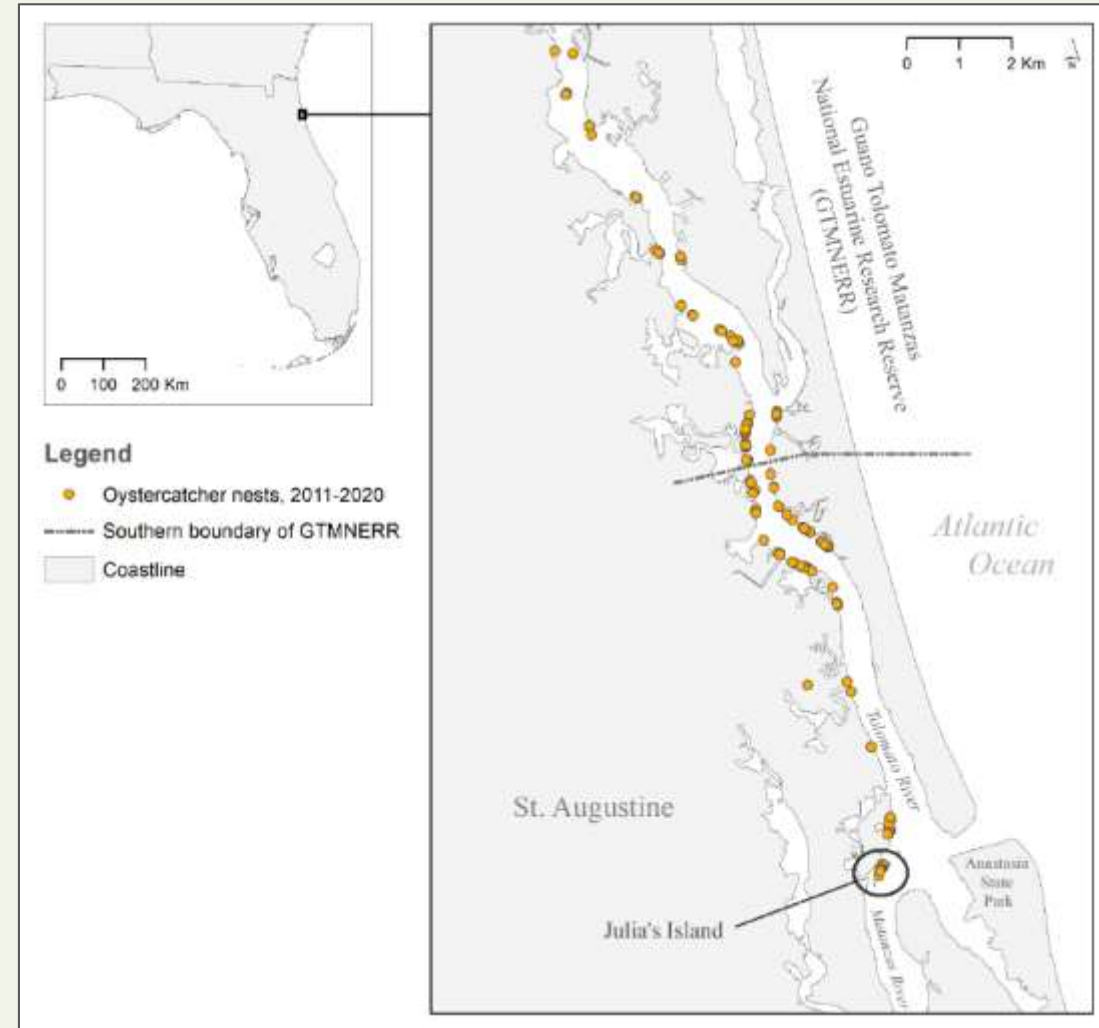 0 100 200 Km
Legend
Oystercatcher nests, 2011-2020
Southern boundary of GTMNERR
Coastline
0 1 2 Km
Guano Tolomato Matanzas
National Estuarine Research Reserve
(GTMNERR)
Atlantic
Ocean
Tolomato River
St. Augustine
Anastasia
State
Park
Julia's Island
Matanzas River